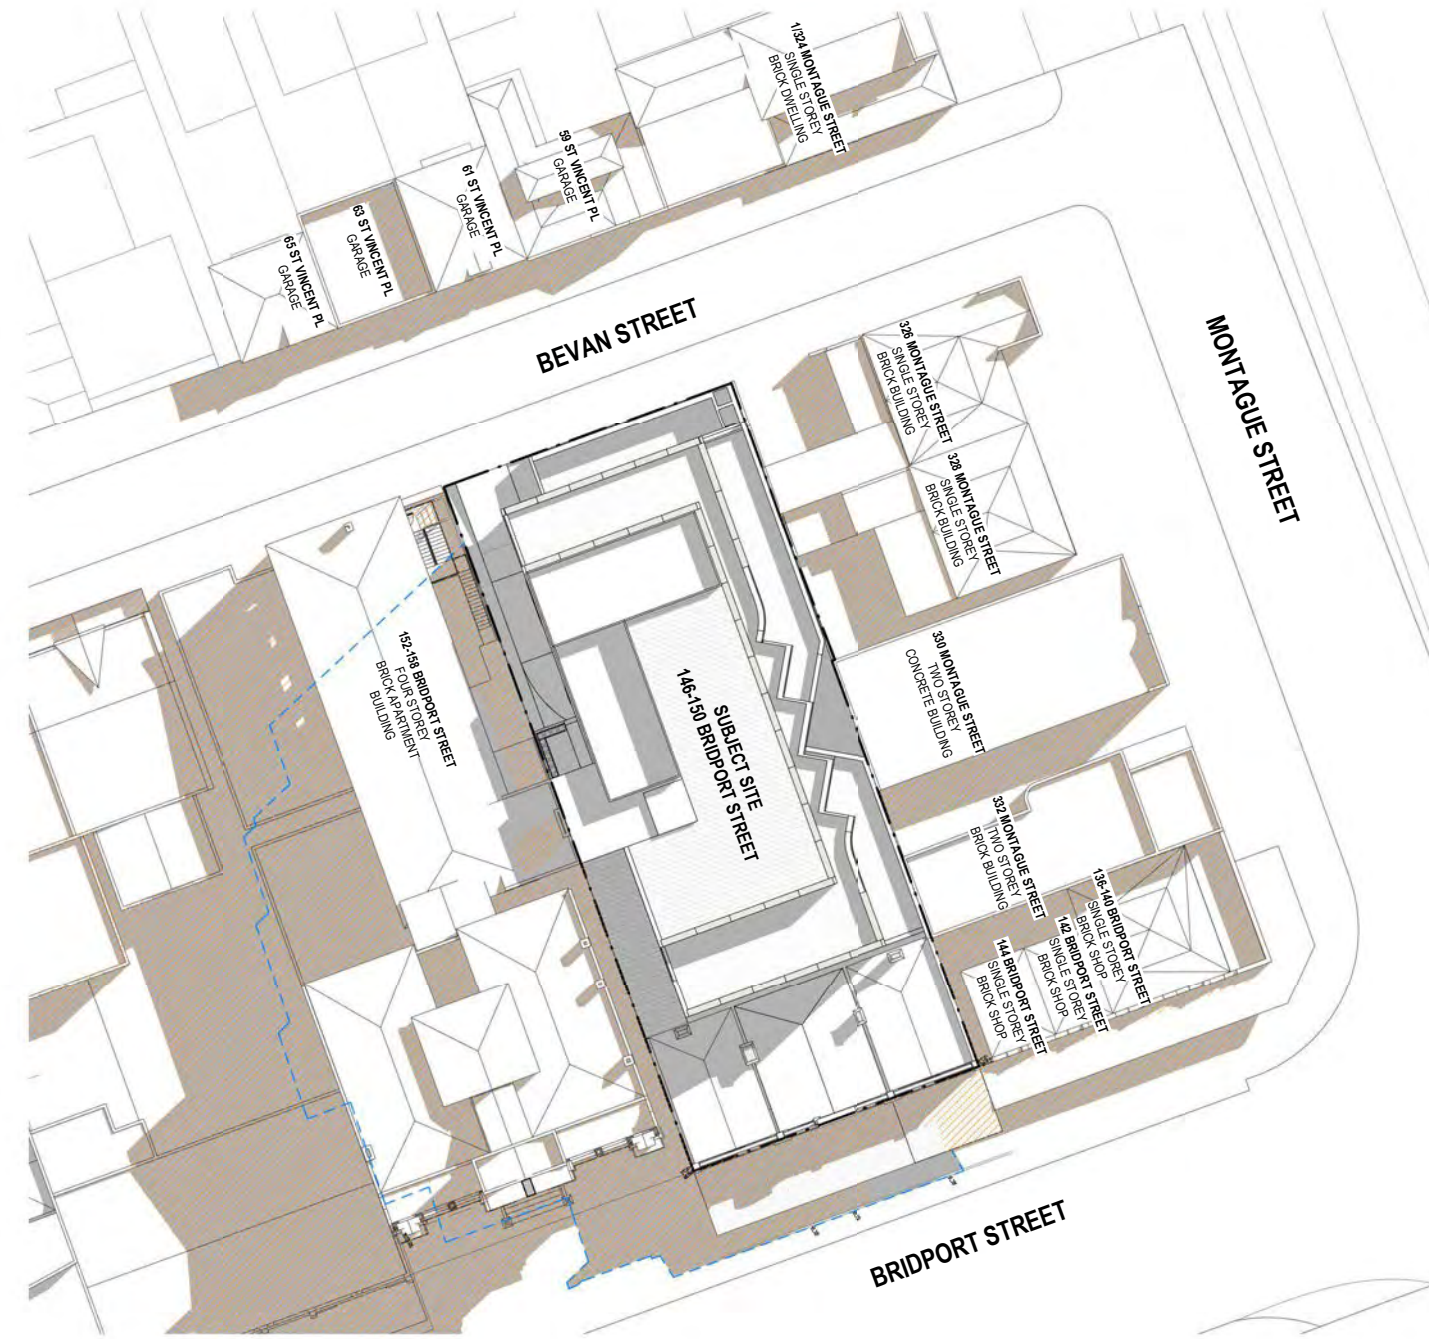 1/324 MONTAGUE STREET
SINGLE STOREY
BRICK DWELLING
59 ST VINCENT PL
GARAGE
61 ST VINCENT PL
GARAGE
63 ST VINCENT PL
GARAGE
65 ST VINCENT PL
GARAGE
BEVAN STREET
MONTAGUE STREET
326 MONTAGUE STREET
SINGLE STOREY
BRICK BUILDING
328 MONTAGUE STREET
SINGLE STOREY
BRICK BUILDING
330 MONTAGUE STREET
TWO STOREY
CONCRETE BUILDING
152-158 BRIDPORT STREET
FOUR STOREY
BRICK APARTMENT
BUILDING
SUBJECT SITE
146-150 BRIDPORT STREET
332 MONTAGUE STREET
TWO STOREY
BRICK BUILDING
136-140 BRIDPORT STREET
SINGLE STOREY
BRICK SHOP
142 BRIDPORT STREET
SINGLE STOREY
BRICK SHOP
144 BRIDPORT STREET
SINGLE STOREY
BRICK SHOP
BRIDPORT STREET